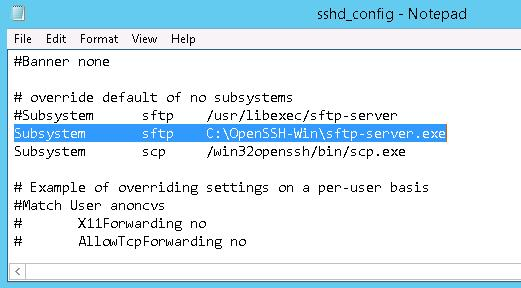 sshd_config - Notepad
File Edit Format View Help
#Banner none
# override default of no subsystems
#Subsystem sftp /usr/libexec/sftp-server
Subsystem sftp C:\OpenSSH-Win\sftp-server.exe
Subsystem scp /win32openssh/bin/scp.exe
# Example of overriding settings on a per-user basis
#Match User anoncvs
# X11Forwarding no
# AllowTcpForwarding no